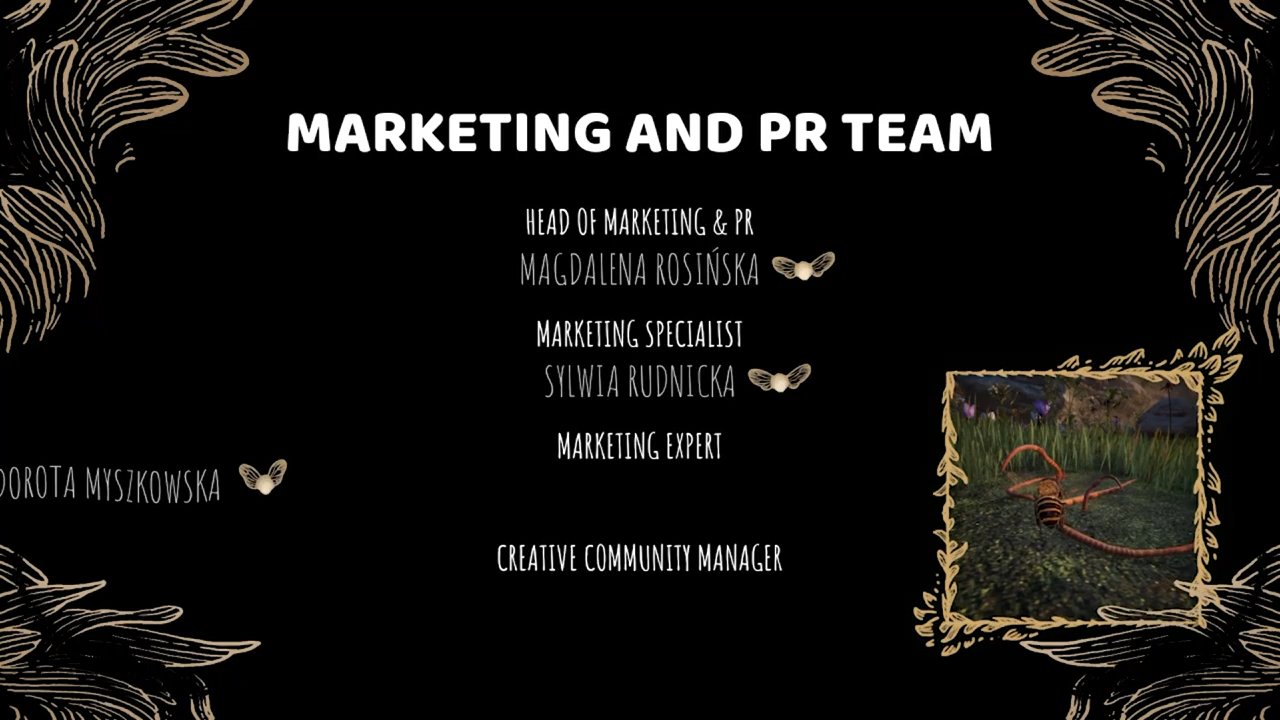 MARKETING AND PR TEAM
HEAD OF MARKETING & PR
MAGDALENA ROSIŃSKA
MARKETING SPECIALIST
SYLWIA RUDNICKA
MARKETING EXPERT
DOROTA MYSZKOWSKA
CREATIVE COMMUNITY MANAGER